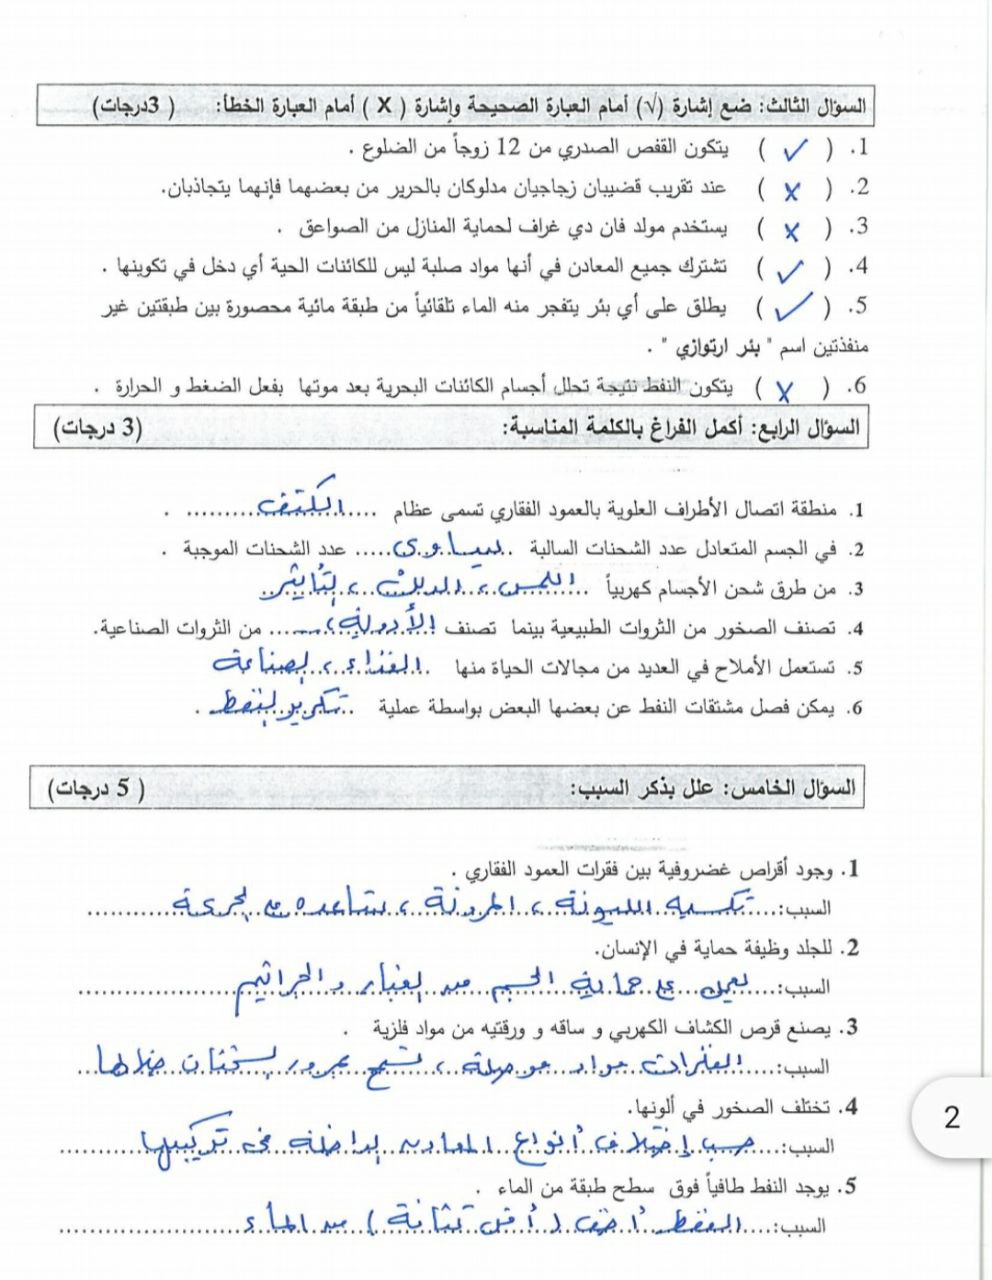 السؤال الثالث: ضع إشارة (√) أمام العبارة الصحيحة وإشارة ( X ) أمام العبارة الخطأ: ( 3درجات)
1. ( ✓ ) يتكون القفص الصدري من 12 زوجاً من الضلوع .
2. ( x ) عند تقريب قضيبان زجاجيان مدلوكان بالحرير من بعضهما فإنهما يتجاذبان.
3. ( x ) يستخدم مولد فان دي غراف لحماية المنازل من الصواعق .
4. ( ✓ ) تشترك جميع المعادن في أنها مواد صلبة ليس للكائنات الحية أي دخل في تكوينها .
5. ( ✓ ) يطلق على أي بئر يتفجر منه الماء تلقائياً من طبقة مائية محصورة بين طبقتين غير
منفذتين اسم " بئر ارتوازي " .
6. ( x ) يتكون النفط نتيجة تحلل أجسام الكائنات البحرية بعد موتها بفعل الضغط و الحرارة .
السؤال الرابع: أكمل الفراغ بالكلمة المناسبة: (3 درجات)
1. منطقة اتصال الأطراف العلوية بالعمود الفقاري تسمى عظام ...الكتف... .
2. في الجسم المتعادل عدد الشحنات السالبة ..يساوي.... عدد الشحنات الموجبة .
3. من طرق شحن الأجسام كهربياً ...اللمس، الدلك، التأثير
4. تصنف الصخور من الثروات الطبيعية بينما تصنف الأدوية..... من الثروات الصناعية.
5. تستعمل الأملاح في العديد من مجالات الحياة منها ..الغذاء، الصناعة
6. يمكن فصل مشتقات النفط عن بعضها البعض بواسطة عملية ..تكرير النفط .
السؤال الخامس: علل بذكر السبب: ( 5 درجات)
1. وجود أقراص غضروفية بين فقرات العمود الفقاري .
السبب:...تكسبه الليونة، المرونة، تساعده ع الحركة.......
2. للجلد وظيفة حماية في الإنسان.
السبب:...يعمل على حماية الجسم من الغبار والجراثيم.......
3. يصنع قرص الكشاف الكهربي و ساقه و ورقتيه من مواد فلزية .
السبب:...الفلزات مواد موصلة، تسمح بمرور الشحنات خلالها...
4. تختلف الصخور في ألونها.
السبب:...حسب إختلاف أنواع المعادن الداخلة في تركيبها.......
5. يوجد النفط طافياً فوق سطح طبقة من الماء .
السبب:...النفط أخف (أقل كثافة) من الماء.......
2